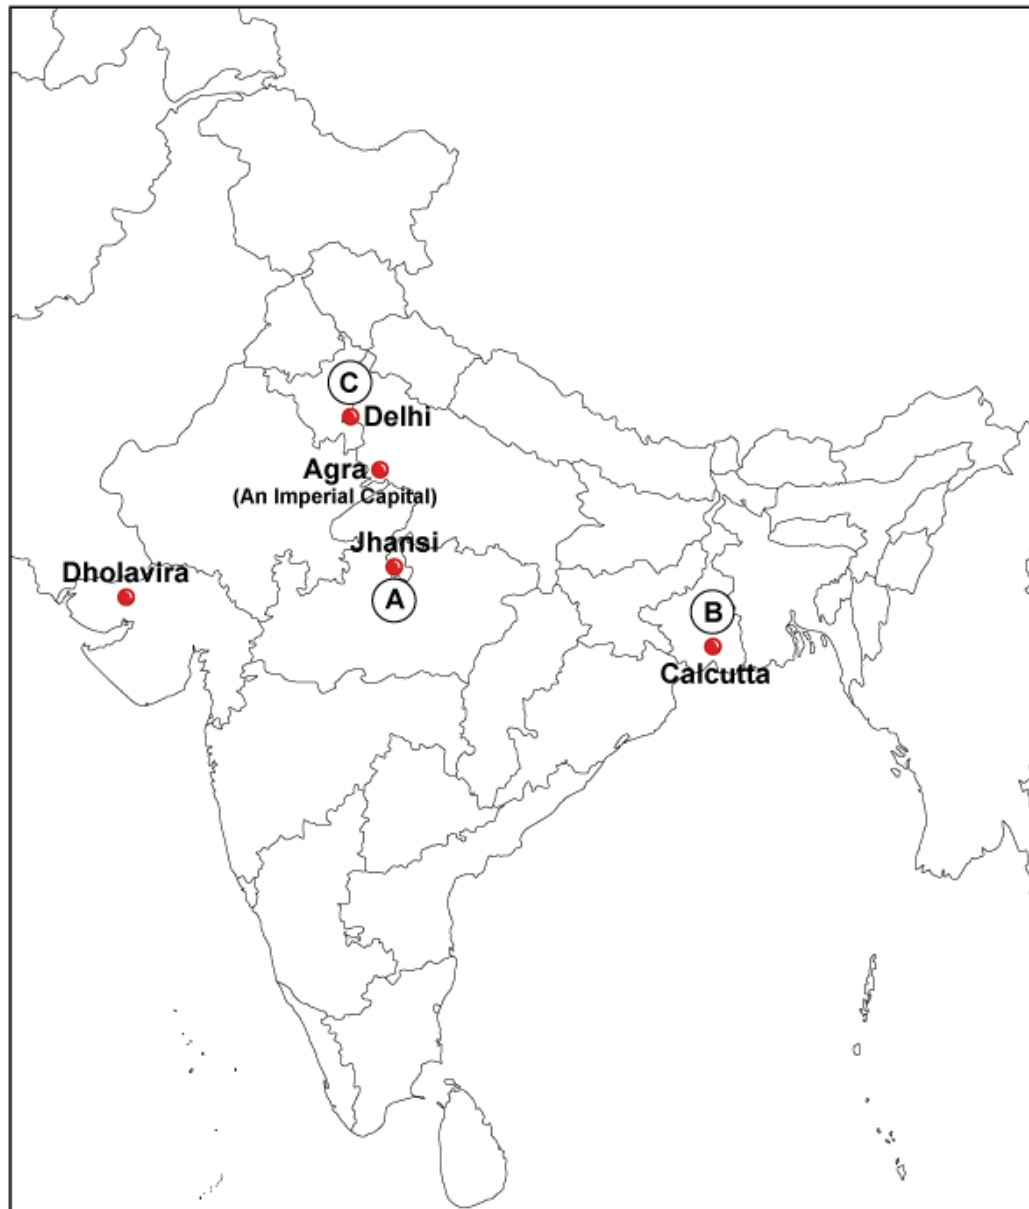 C
Delhi
Agra
(An Imperial Capital)
Jhansi
Dholavira
A
B
Calcutta